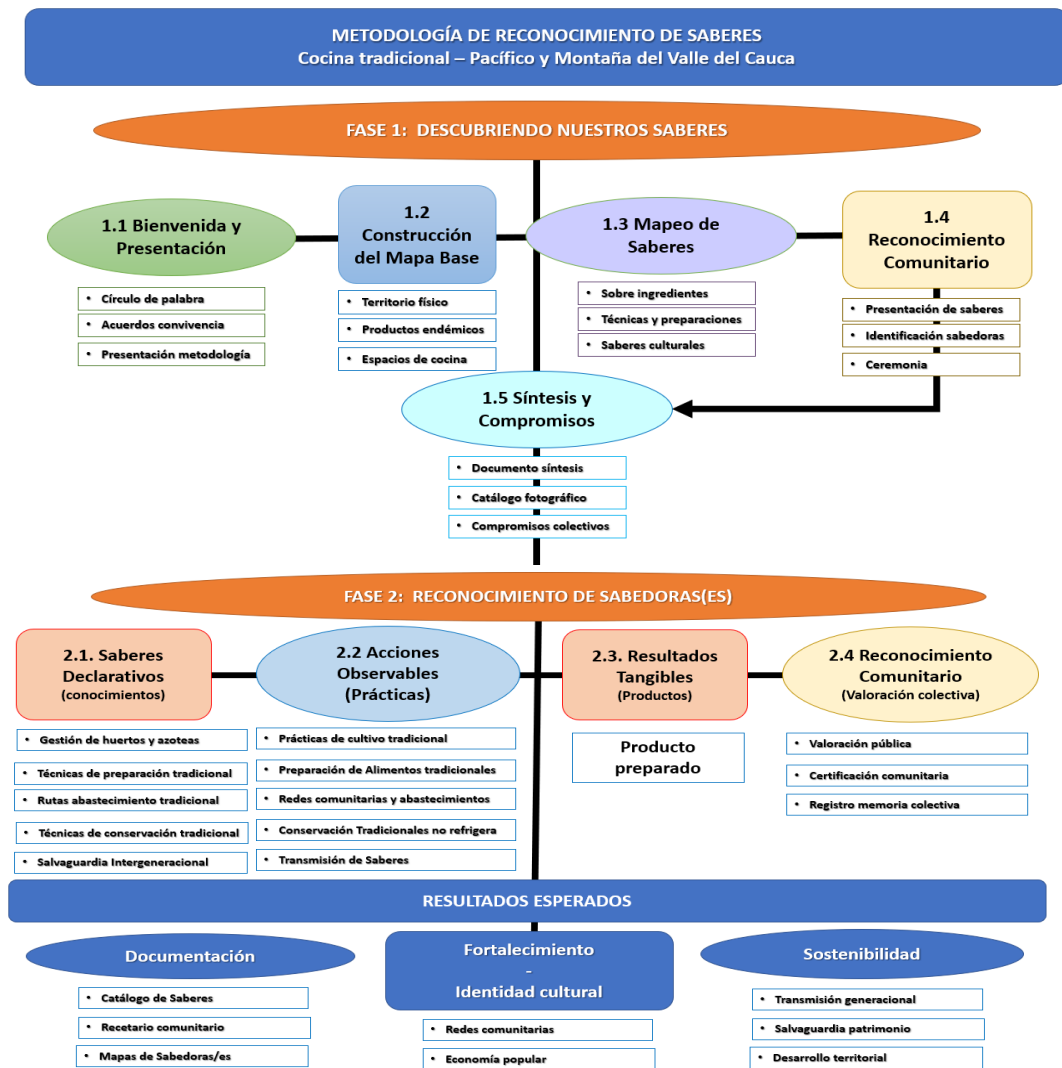 METODOLOGÍA DE RECONOCIMIENTO DE SABERES
Cocina tradicional – Pacífico y Montaña del Valle del Cauca
FASE 1: DESCUBRIENDO NUESTROS SABERES
1.1 Bienvenida y
Presentación
• Círculo de palabra
• Acuerdos convivencia
• Presentación metodología
1.2
Construcción
del Mapa Base
• Territorio físico
• Productos endémicos
• Espacios de cocina
1.3 Mapeo de
Saberes
• Sobre ingredientes
• Técnicas y preparaciones
• Saberes culturales
1.4
Reconocimiento
Comunitario
• Presentación de saberes
• Identificación sabedoras
• Ceremonia
1.5 Síntesis y
Compromisos
• Documento síntesis
• Catálogo fotográfico
• Compromisos colectivos
FASE 2: RECONOCIMIENTO DE SABEDORAS(ES)
2.1. Saberes
Declarativos
(conocimientos)
• Gestión de huertos y azoteas
• Técnicas de preparación tradicional
• Rutas abastecimiento tradicional
• Técnicas de conservación tradicional
• Salvaguardia Intergeneracional
2.2 Acciones
Observables
(Prácticas)
• Prácticas de cultivo tradicional
• Preparación de Alimentos tradicionales
• Redes comunitarias y abastecimientos
• Conservación Tradicionales no refrigera
• Transmisión de Saberes
2.3. Resultados
Tangibles
(Productos)
Producto
preparado
2.4 Reconocimiento
Comunitario
(Valoración colectiva)
• Valoración pública
• Certificación comunitaria
• Registro memoria colectiva
RESULTADOS ESPERADOS
Documentación
• Catálogo de Saberes
• Recetario comunitario
• Mapas de Sabedoras/es
Fortalecimiento
-
Identidad cultural
• Redes comunitarias
• Economía popular
Sostenibilidad
• Transmisión generacional
• Salvaguardia patrimonio
• Desarrollo territorial